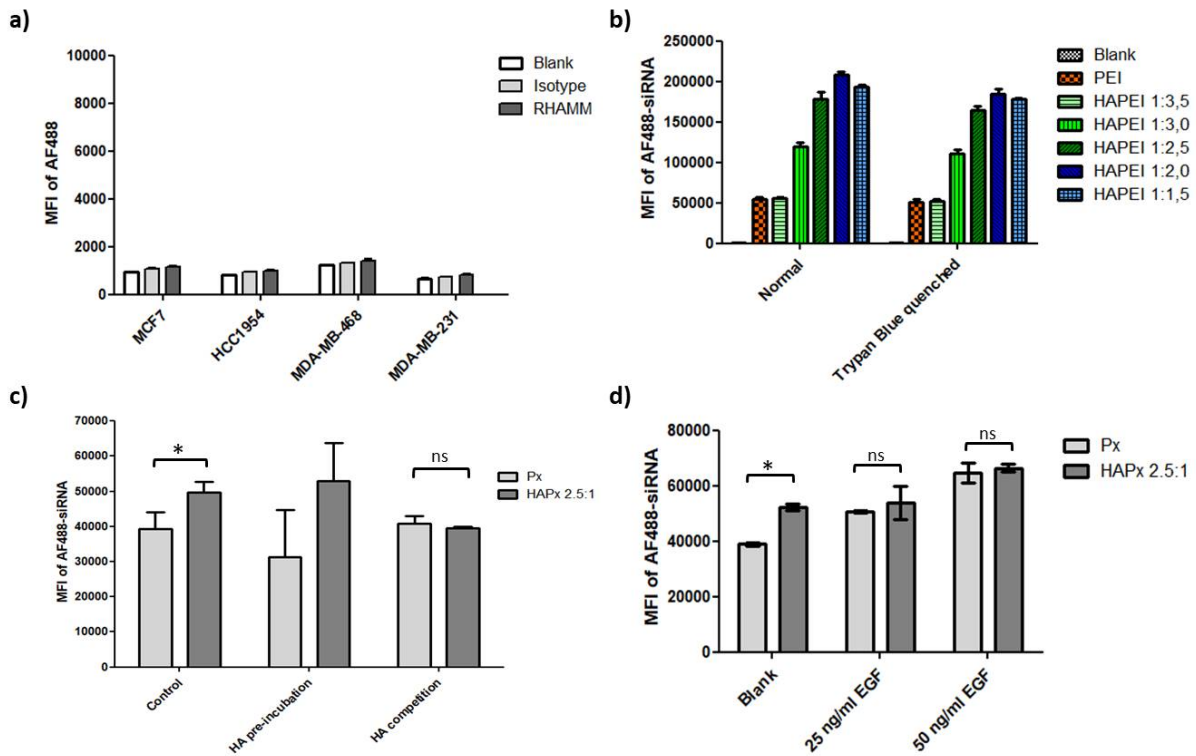 a)
10000
8000
6000
4000
2000
0
MFI of AF488
Blank
Isotype
RHAMM
MCF7
HCC1954
MDA-MB-468
MDA-MB-231
b)
250000
200000
150000
100000
50000
0
MFI of AF488-siRNA
Blank
PEI
HAPEI 1:3,5
HAPEI 1:3,0
HAPEI 1:2,5
HAPEI 1:2,0
HAPEI 1:1,5
Normal
Trypan Blue quenched
c)
70000
60000
50000
40000
30000
20000
10000
0
MFI of AF488-siRNA
*
ns
Px
HAPx 2.5:1
Control
HA pre-incubation
HA competition
d)
80000
60000
40000
20000
0
MFI of AF488-siRNA
*
ns
ns
Px
HAPx 2.5:1
Blank
25 ng/ml EGF
50 ng/ml EGF